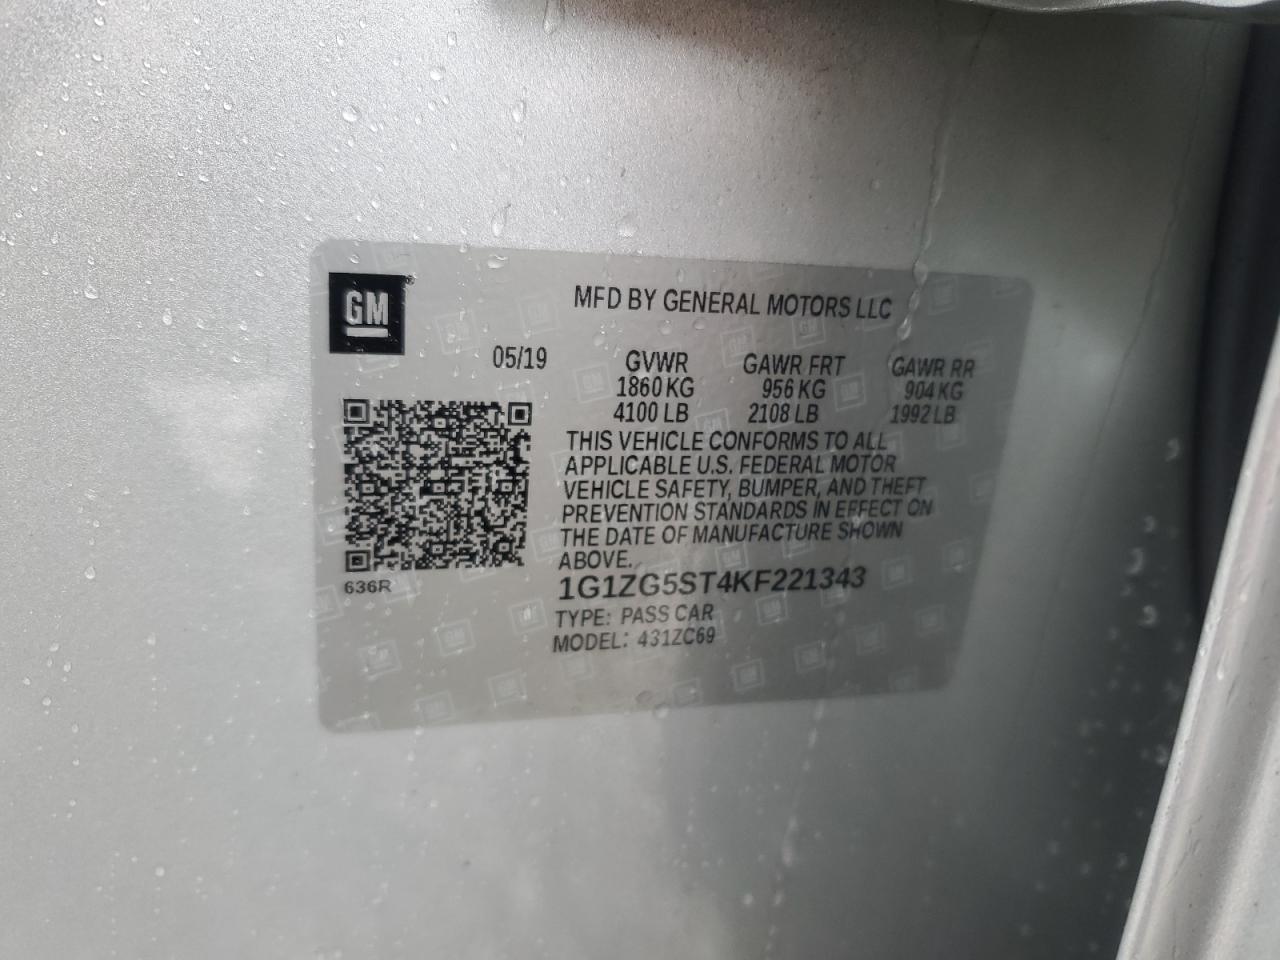 GM
MFD BY GENERAL MOTORS LLC
05/19 GVWR GAWR FRT GAWR RR
1860 KG 956 KG 904 KG
4100 LB 2108 LB 1992 LB
THIS VEHICLE CONFORMS TO ALL
APPLICABLE U.S. FEDERAL MOTOR
VEHICLE SAFETY, BUMPER, AND THEFT
PREVENTION STANDARDS IN EFFECT ON
THE DATE OF MANUFACTURE SHOWN
ABOVE.
636R
1G1ZG5ST4KF221343
TYPE: PASS CAR
MODEL: 431ZC69